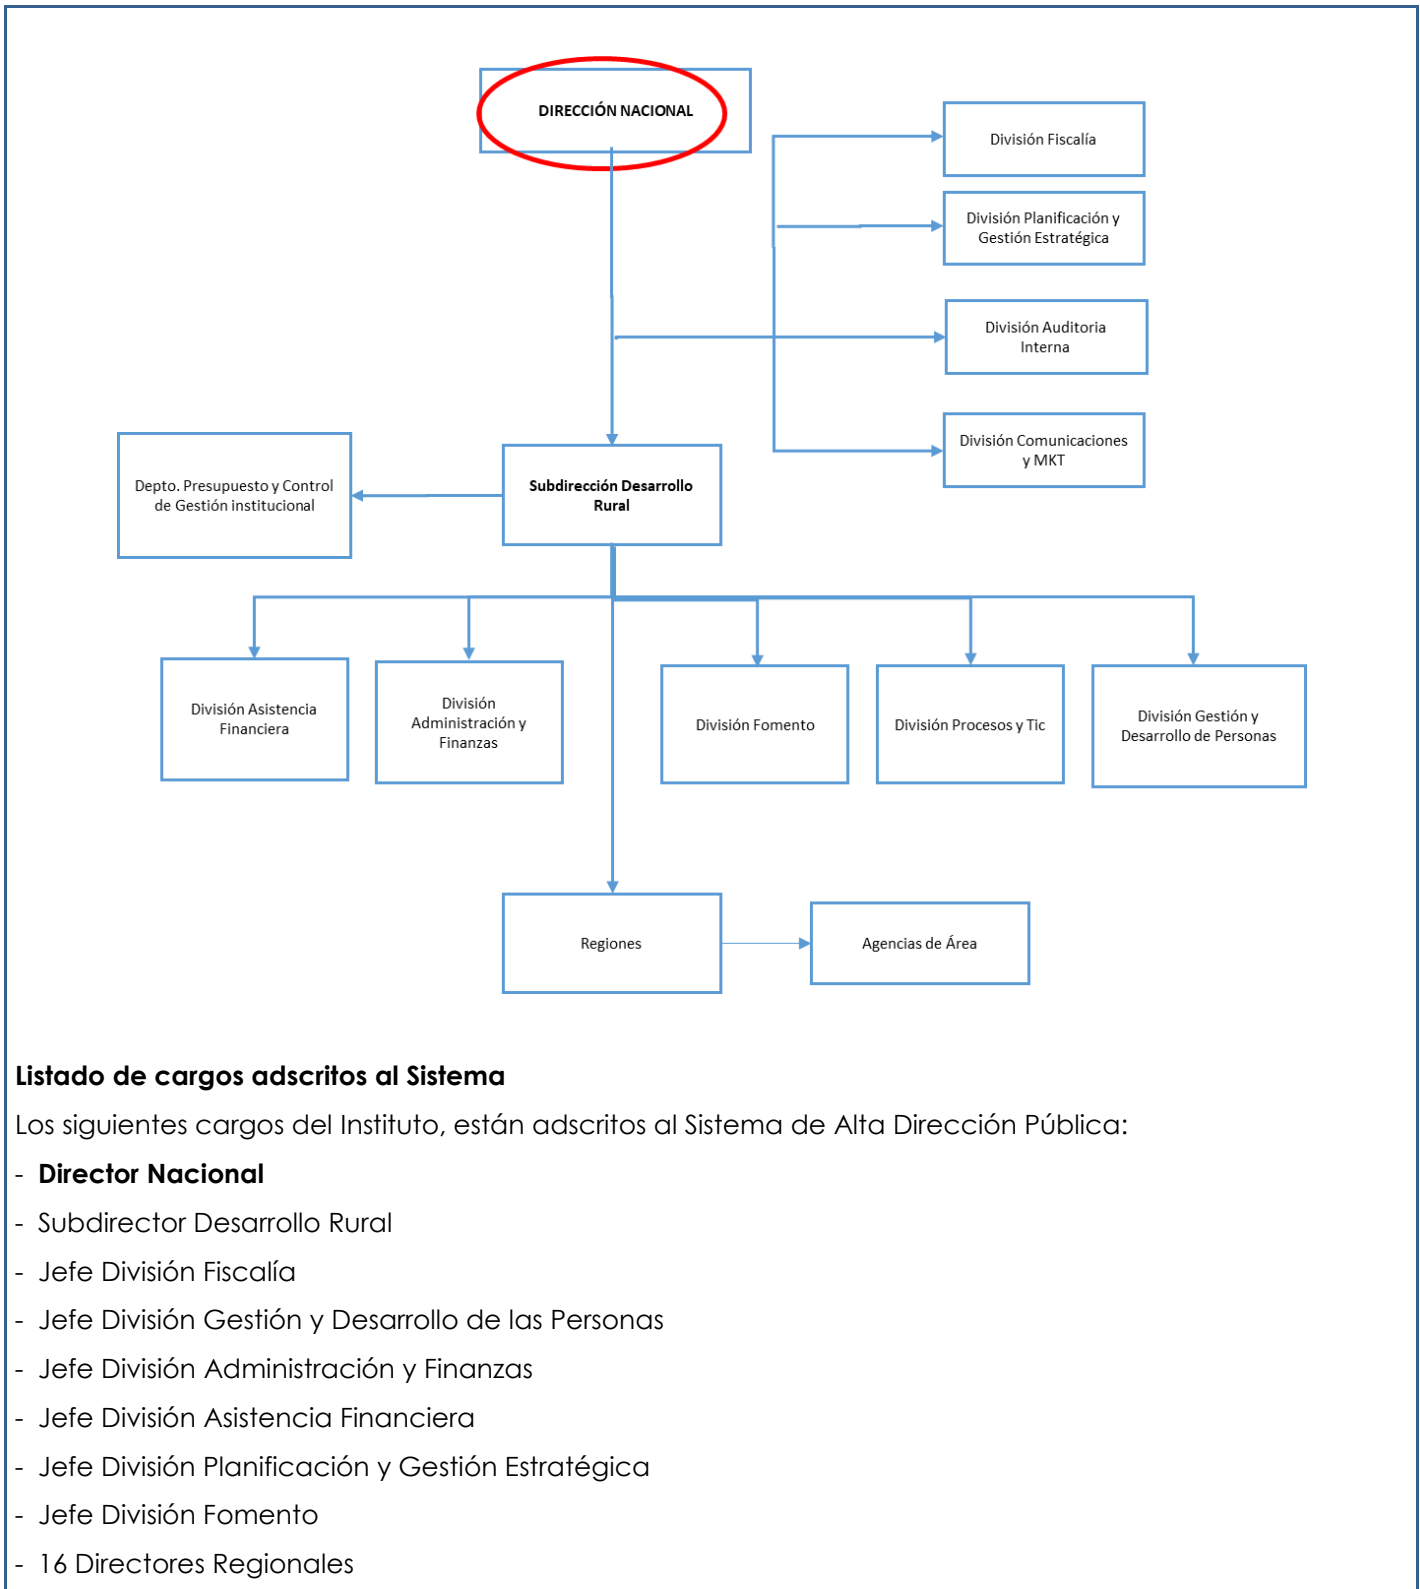 DIRECCIÓN NACIONAL
División Fiscalía
División Planificación y
Gestión Estratégica
División Auditoria
Interna
División Comunicaciones
y MKT
Depto. Presupuesto y Control
de Gestión institucional
Subdirección Desarrollo
Rural
División Asistencia
Financiera
División
Administración y
Finanzas
División Fomento
División Procesos y Tic
División Gestión y
Desarrollo de Personas
Regiones
Agencias de Área
Listado de cargos adscritos al Sistema
Los siguientes cargos del Instituto, están adscritos al Sistema de Alta Dirección Pública:
- Director Nacional
- Subdirector Desarrollo Rural
- Jefe División Fiscalía
- Jefe División Gestión y Desarrollo de las Personas
- Jefe División Administración y Finanzas
- Jefe División Asistencia Financiera
- Jefe División Planificación y Gestión Estratégica
- Jefe División Fomento
- 16 Directores Regionales